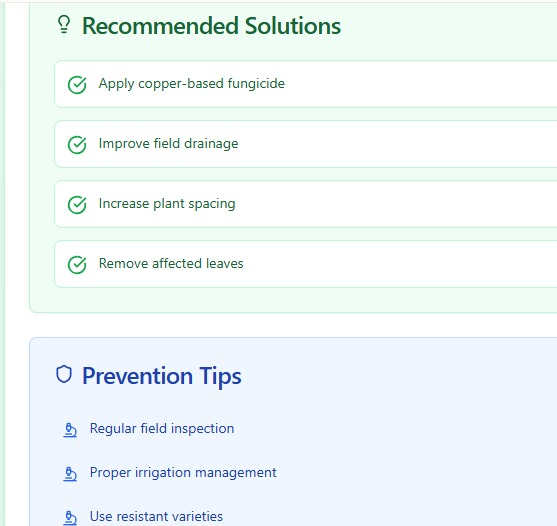 Recommended Solutions
Apply copper-based fungicide
Improve field drainage
Increase plant spacing
Remove affected leaves
Prevention Tips
Regular field inspection
Proper irrigation management
Use resistant varieties